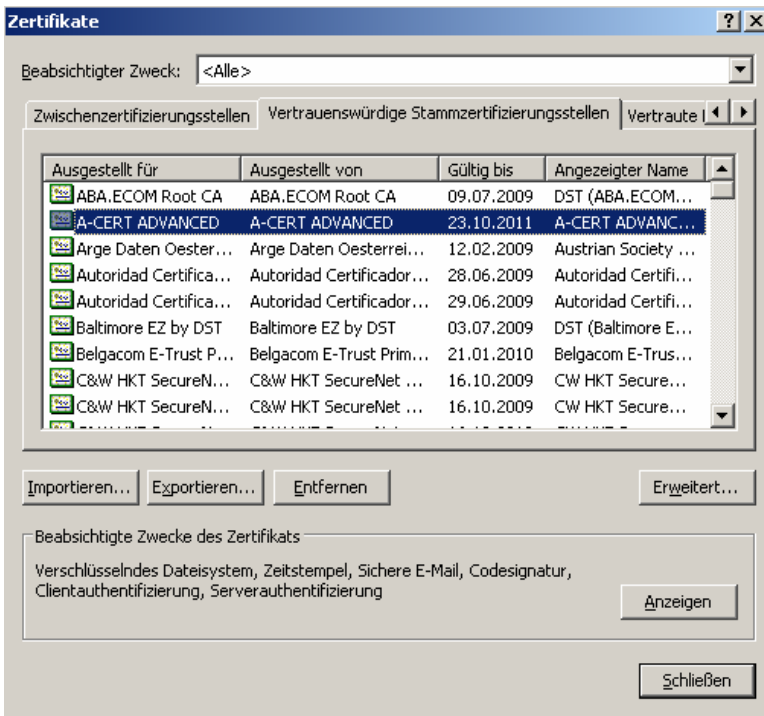 Zertifikate
Beabsichtigter Zweck: <Alle>
Zwischenzertifizierungsstellen Vertrauenswürdige Stammzertifizierungsstellen Vertraute
Ausgestellt für Ausgestellt von Gültig bis Angezeigter Name
ABA.ECOM Root CA ABA.ECOM Root CA 09.07.2009 DST (ABA.ECOM...
A-CERT ADVANCED A-CERT ADVANCED 23.10.2011 A-CERT ADVANC...
Arge Daten Oester... Arge Daten Oesterrei... 12.02.2009 Austrian Society ...
Autoridad Certifica... Autoridad Certificador... 28.06.2009 Autoridad Certifi...
Autoridad Certifica... Autoridad Certificador... 29.06.2009 Autoridad Certifi...
Baltimore EZ by DST Baltimore EZ by DST 03.07.2009 DST (Baltimore E...
Belgacom E-Trust P... Belgacom E-Trust Prim... 21.01.2010 Belgacom E-Trus...
C&W HKT SecureN... C&W HKT SecureNet ... 16.10.2009 CW HKT Secure...
C&W HKT SecureN... C&W HKT SecureNet ... 16.10.2009 CW HKT Secure...
Importieren... Exportieren... Entfernen Erweitert...
Beabsichtigte Zwecke des Zertifikats
Verschlüsselndes Dateisystem, Zeitstempel, Sichere E-Mail, Codesignatur,
Clientauthentifizierung, Serverauthentifizierung
Anzeigen
Schließen